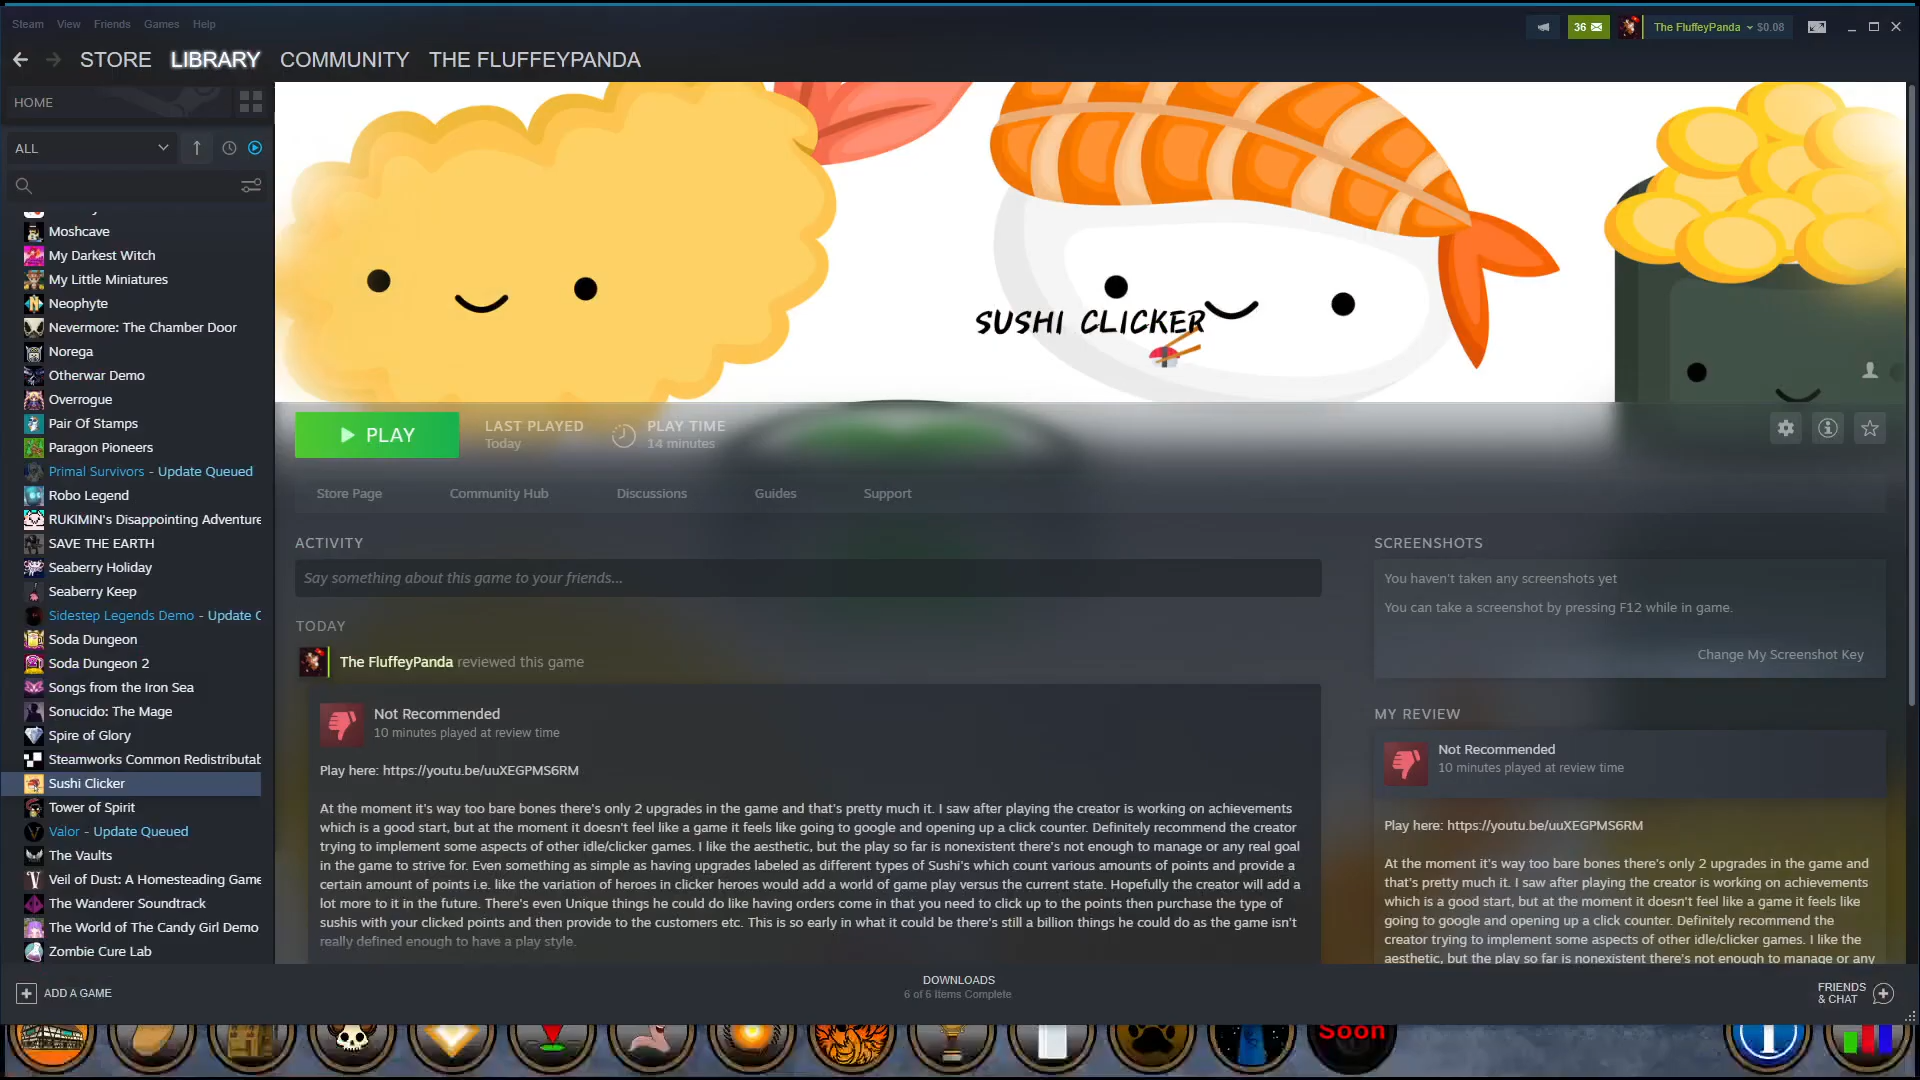 Steam View Friends Games Help
36
The FluffeyPanda $0.08
STORE LIBRARY COMMUNITY THE FLUFFEYPANDA
HOME
ALL
Moshcave
My Darkest Witch
My Little Miniatures
Neophyte
Nevermore: The Chamber Door
Norega
Otherwar Demo
Overrogue
Pair Of Stamps
Paragon Pioneers
Primal Survivors - Update Queued
Robo Legend
RUKIMIN's Disappointing Adventure
SAVE THE EARTH
Seaberry Holiday
Seaberry Keep
Sidestep Legends Demo - Update
Soda Dungeon
Soda Dungeon 2
Songs from the Iron Sea
Sonucido: The Mage
Spire of Glory
Steamworks Common Redistributab
Sushi Clicker
Tower of Spirit
Valor - Update Queued
The Vaults
Veil of Dust: A Homesteading Game
The Wanderer Soundtrack
The World of The Candy Girl Demo
Zombie Cure Lab
ADD A GAME
SUSHI CLICKER
PLAY
LAST PLAYED
Today
PLAY TIME
14 minutes
Store Page Community Hub Discussions Guides Support
ACTIVITY
Say something about this game to your friends...
TODAY
The FluffeyPanda reviewed this game
Not Recommended
10 minutes played at review time
Play here: https://youtu.be/uuXEGPMS6RM
At the moment it's way too bare bones there's only 2 upgrades in the game and that's pretty much it. I saw after playing the creator is working on achievements
which is a good start, but at the moment it doesn't feel like a game it feels like going to google and opening up a click counter. Definitely recommend the creator
trying to implement some aspects of other idle/clicker games. I like the aesthetic, but the play so far is nonexistent there's not enough to manage or any real goal
in the game to strive for. Even something as simple as having upgrades labeled as different types of Sushi's which count various amounts of points and provide a
certain amount of points i.e. like the variation of heroes in clicker heroes would add a world of game play versus the current state. Hopefully the creator will add a
lot more to it in the future. There's even Unique things he could do like having orders come in that you need to click up to the points then purchase the type of
sushis with your clicked points and then provide to the customers etc. This is so early in what it could be there's still a billion things he could do as the game isn't
really defined enough to have a play style.
SCREENSHOTS
You haven't taken any screenshots yet
You can take a screenshot by pressing F12 while in game.
Change My Screenshot Key
MY REVIEW
Not Recommended
10 minutes played at review time
Play here: https://youtu.be/uuXEGPMS6RM
At the moment it's way too bare bones there's only 2 upgrades in the game and
that's pretty much it. I saw after playing the creator is working on achievements
which is a good start, but at the moment it doesn't feel like a game it feels like
going to google and opening up a click counter. Definitely recommend the
creator trying to implement some aspects of other idle/clicker games. I like the
aesthetic, but the play so far is nonexistent there's not enough to manage or any
DOWNLOADS
6 of 6 Items Complete
FRIENDS
& CHAT
Soon